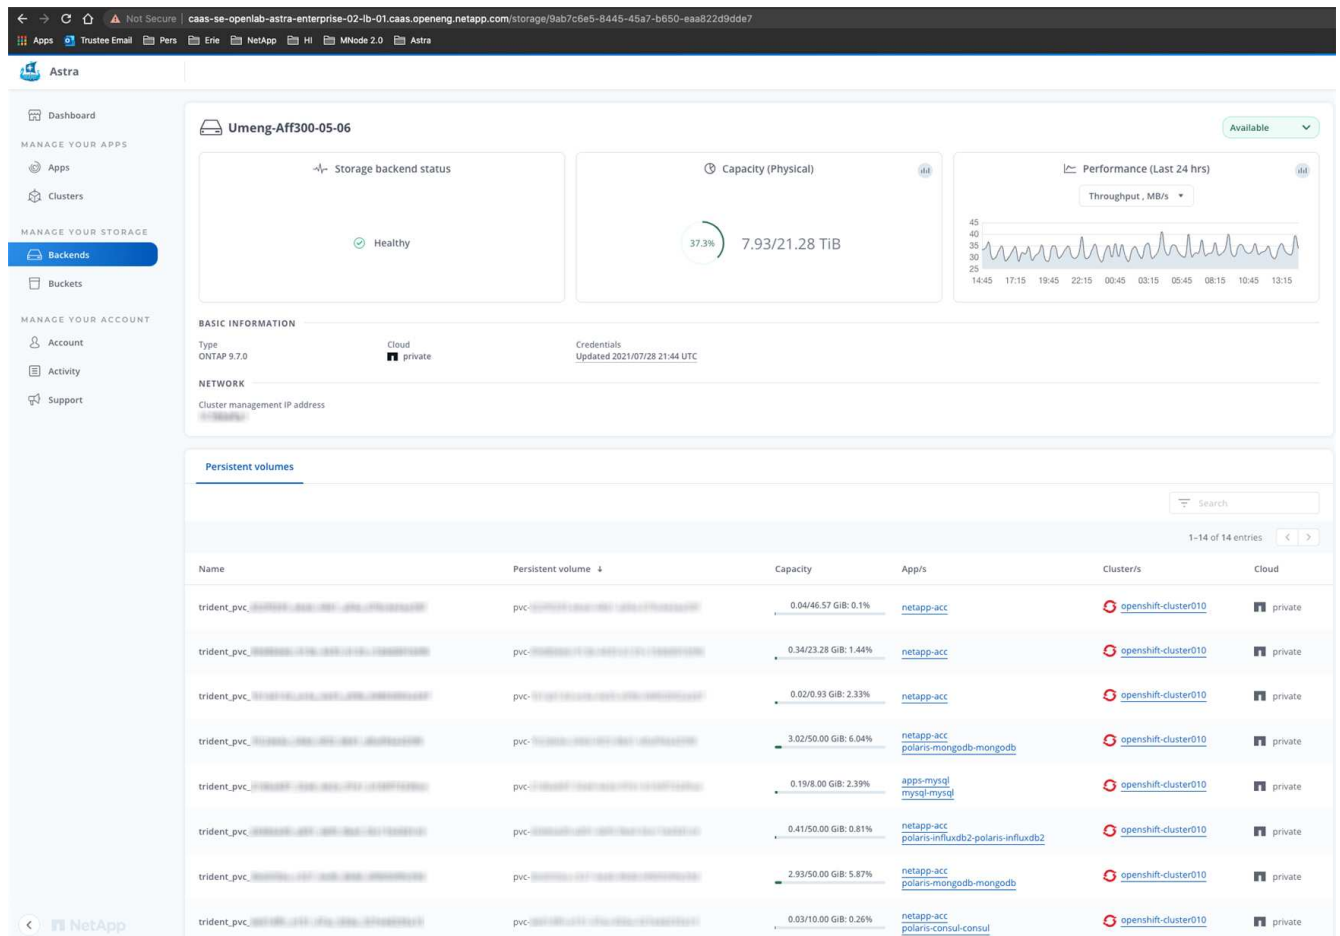 Not Secure | caas-se-openlab-astra-enterprise-02-lb-01.caas.openeng.netapp.com/storage/9ab7c6e5-8445-45a7-b650-eaa822d9dde7
Apps Trustee Email Pers Erie NetApp HI MNode 2.0 Astra
Astra
Dashboard
MANAGE YOUR APPS
Apps
Clusters
MANAGE YOUR STORAGE
Backends
Buckets
MANAGE YOUR ACCOUNT
Account
Activity
Support
NetApp
Umeng-Aff300-05-06
Available
Storage backend status
Healthy
Capacity (Physical)
37.3%
7.93/21.28 TiB
Performance (Last 24 hrs)
Throughput , MB/s
45
40
35
30
25
14:45 17:15 19:45 22:15 00:45 03:15 05:45 08:15 10:45 13:15
BASIC INFORMATION
Type
ONTAP 9.7.0
Cloud
private
Credentials
Updated 2021/07/28 21:44 UTC
NETWORK
Cluster management IP address
Persistent volumes
Search
1–14 of 14 entries
Name Persistent volume Capacity App/s Cluster/s Cloud
trident_pvc_ pvc- 0.04/46.57 GiB: 0.1% netapp-acc openshift-cluster010 private
trident_pvc_ pvc- 0.34/23.28 GiB: 1.44% netapp-acc openshift-cluster010 private
trident_pvc_ pvc- 0.02/0.93 GiB: 2.33% netapp-acc openshift-cluster010 private
trident_pvc_ pvc- 3.02/50.00 GiB: 6.04% netapp-acc openshift-cluster010 private
polaris-mongodb-mongodb
trident_pvc_ pvc- 0.19/8.00 GiB: 2.39% apps-mysql openshift-cluster010 private
mysql-mysql
trident_pvc_ pvc- 0.41/50.00 GiB: 0.81% netapp-acc openshift-cluster010 private
polaris-influxdb2-polaris-influxdb2
trident_pvc_ pvc- 2.93/50.00 GiB: 5.87% netapp-acc openshift-cluster010 private
polaris-mongodb-mongodb
trident_pvc_ pvc- 0.03/10.00 GiB: 0.26% netapp-acc openshift-cluster010 private
polaris-consul-consul